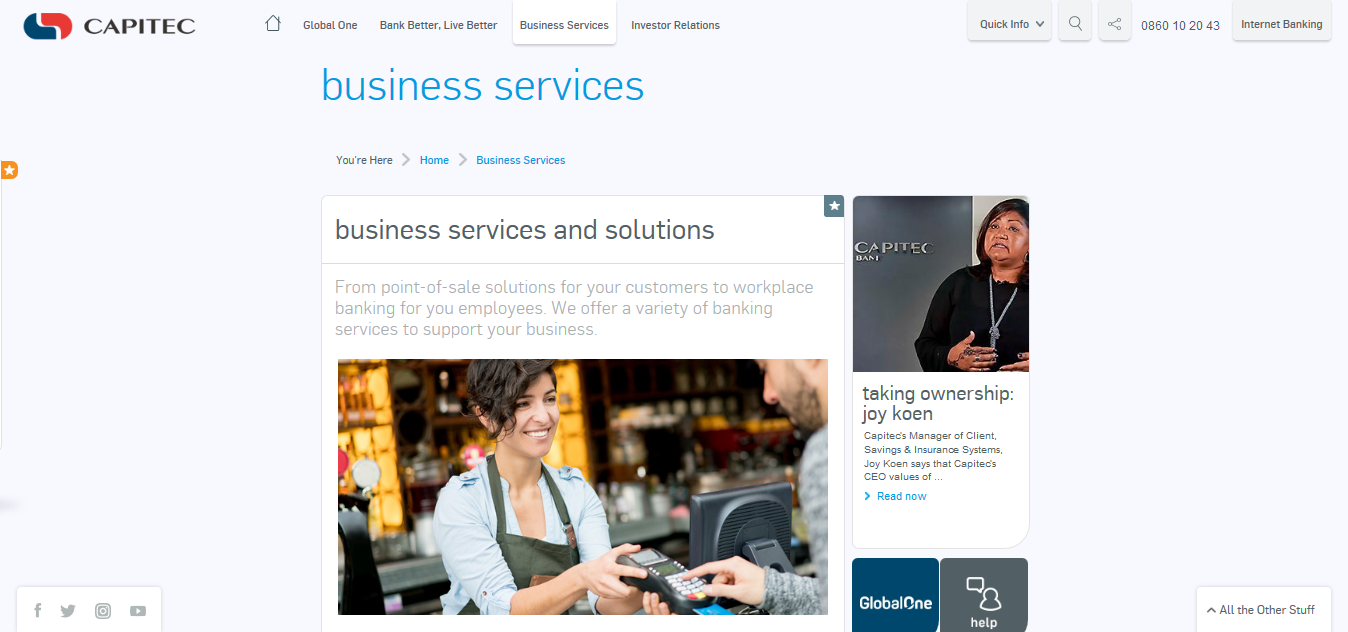 CAPITEC
Global One
Bank Better, Live Better
Business Services
Investor Relations
Quick Info
0860 10 20 43
Internet Banking
business services
You're Here
Home
Business Services
business services and solutions
From point-of-sale solutions for your customers to workplace
banking for you employees. We offer a variety of banking
services to support your business.
CAPITEC
BANK
taking ownership:
joy koen
Capitec's Manager of Client,
Savings & Insurance Systems,
Joy Koen says that Capitec's
CEO values of ...
Read now
GlobalOne
help
All the Other Stuff